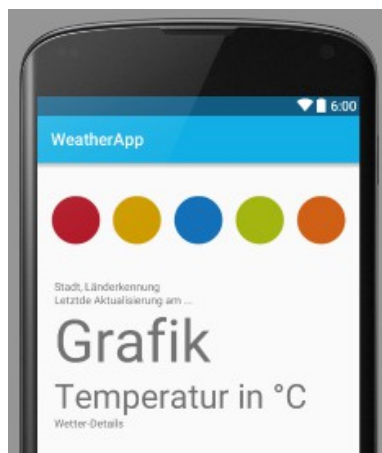 6:00
WeatherApp
Stadt, Länderkennung
Letztde Aktualisierung am ...
Grafik
Temperatur in °C
Wetter-Details